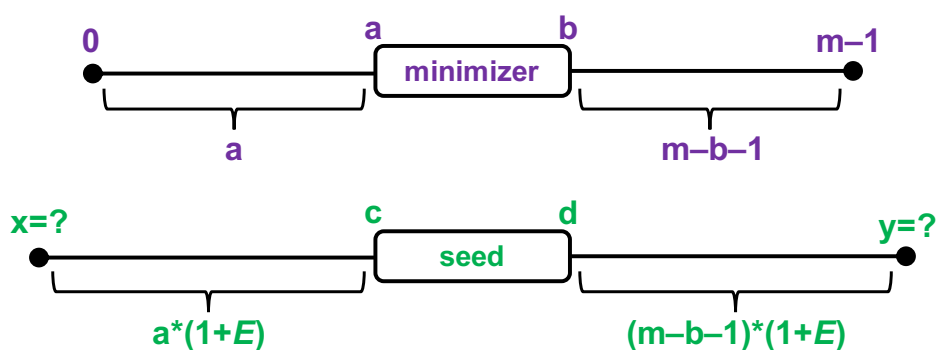 0 a b m–1
minimizer
a m–b–1
x=? c d y=?
seed
a*(1+E) (m–b–1)*(1+E)